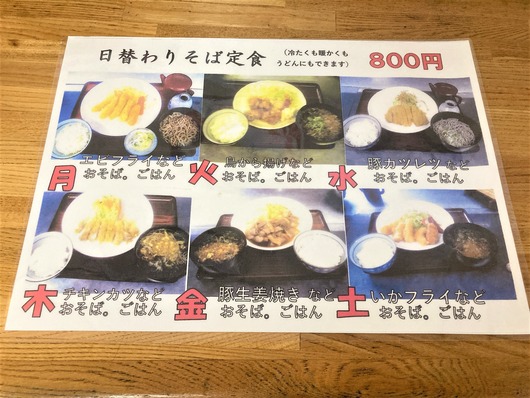 日替わりそば定食
（冷たくも暖かくも
うどんにもできます）
800円
月
エビフライなど
おそば。ごはん
火
鳥から揚げなど
おそば。ごはん
水
豚カツレツなど
おそば。ごはん
木
チキンカツなど
おそば。ごはん
金
豚生姜焼き など
おそば。ごはん
土
いかフライなど
おそば。ごはん